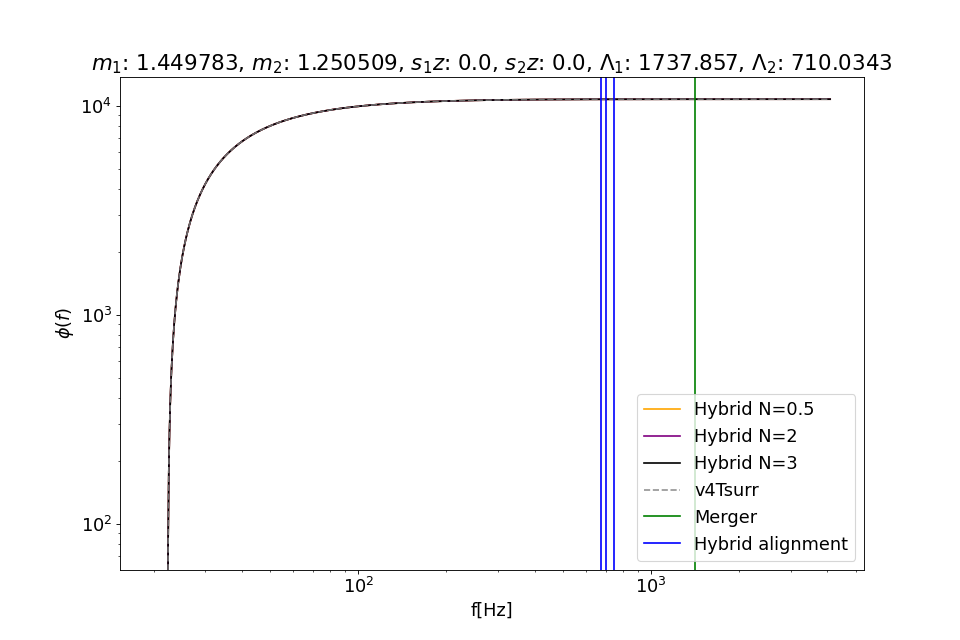 m₁: 1.449783, m₂: 1.250509, s₁z: 0.0, s₂z: 0.0, Λ₁: 1737.857, Λ₂: 710.0343
10⁴
10³
10²
ϕ(f)
Hybrid N=0.5
Hybrid N=2
Hybrid N=3
v4Tsurr
Merger
Hybrid alignment
10²
10³
f[Hz]